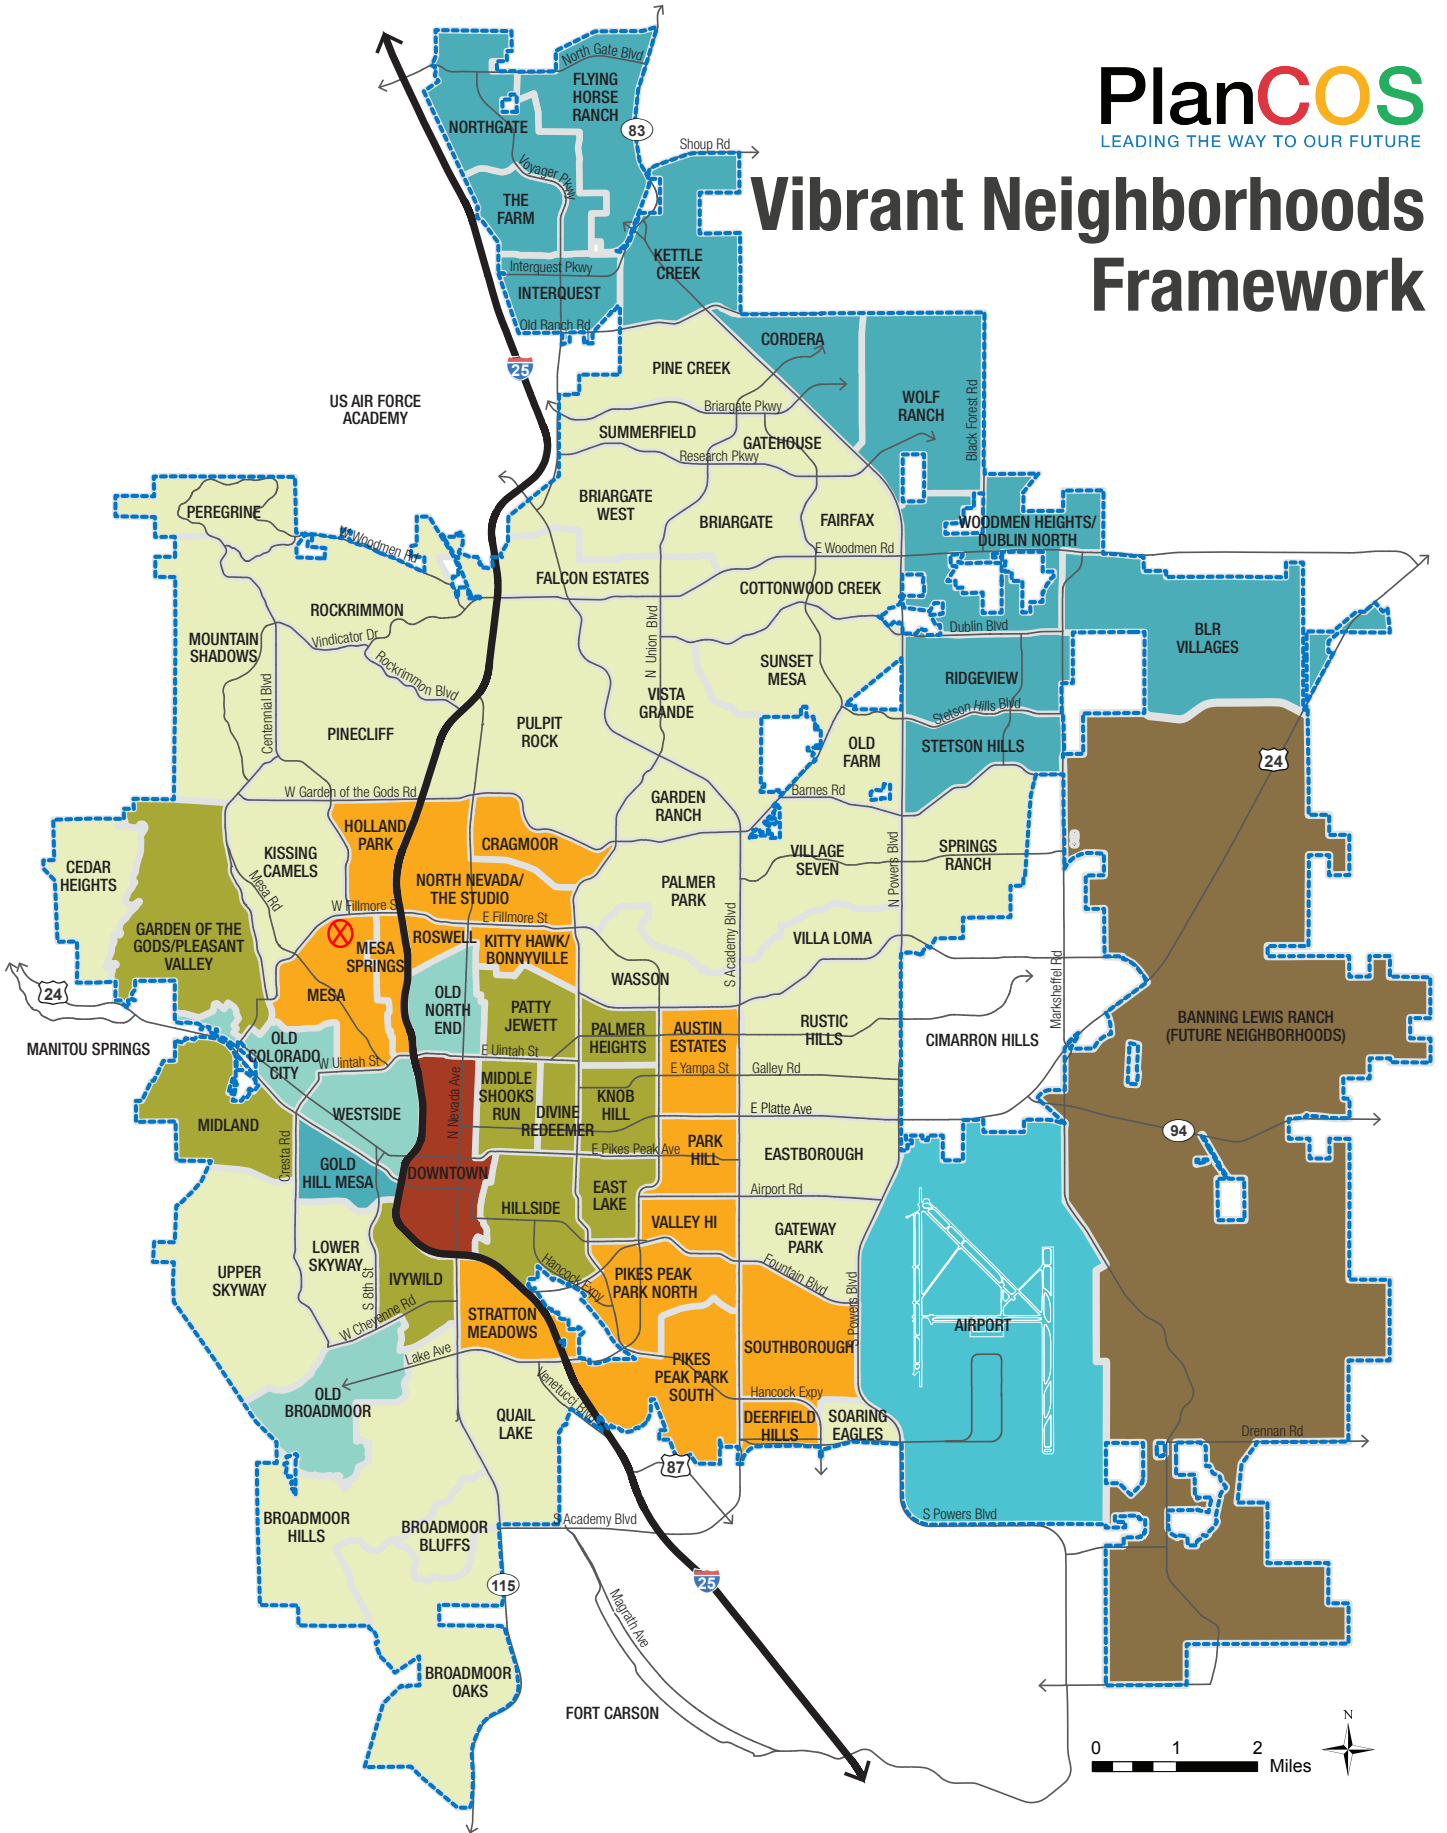 PlanCOS
LEADING THE WAY TO OUR FUTURE
Vibrant Neighborhoods
Framework
North Gate Blvd
FLYING
HORSE
RANCH
NORTHGATE
83
Shoup Rd
Voyager Pkwy
THE
FARM
KETTLE
CREEK
Interquest Pkwy
INTERQUEST
Old Ranch Rd
CORDERA
PINE CREEK
25
US AIR FORCE
ACADEMY
WOLF
RANCH
Black Forest Rd
Briargate Pkwy
SUMMERFIELD
GATEHOUSE
Research Pkwy
BRIARGATE
WEST
BRIARGATE
FAIRFAX
WOODMEN HEIGHTS/
DUBLIN NORTH
PEREGRINE
W Woodmen Rd
E Woodmen Rd
FALCON ESTATES
COTTONWOOD CREEK
ROCKRIMMON
Vindicator Dr
MOUNTAIN
SHADOWS
Rockrimmon Blvd
N Union Blvd
Dublin Blvd
BLR
VILLAGES
SUNSET
MESA
RIDGEVIEW
VISTA
GRANDE
Stetson Hills Blvd
Centennial Blvd
PINECLIFF
PULPIT
ROCK
OLD
FARM
STETSON HILLS
24
W Garden of the Gods Rd
GARDEN
RANCH
Barnes Rd
HOLLAND
PARK
CRAGMOOR
KISSING
CAMELS
CEDAR
HEIGHTS
VILLAGE
SEVEN
SPRINGS
RANCH
N Powers Blvd
Mesa Rd
NORTH NEVADA/
THE STUDIO
PALMER
PARK
W Fillmore S
E Fillmore St
GARDEN OF THE
GODS/PLEASANT
VALLEY
MESA
SPRINGS
ROSWELL
KITTY HAWK/
BONNYVILLE
S Academy Blvd
VILLA LOMA
WASSON
24
MESA
OLD
NORTH
END
PATTY
JEWETT
PALMER
HEIGHTS
AUSTIN
ESTATES
RUSTIC
HILLS
CIMARRON HILLS
Marksheffel Rd
BANNING LEWIS RANCH
(FUTURE NEIGHBORHOODS)
MANITOU SPRINGS
OLD
COLORADO
CITY
W Uintah St
E Uintah St
E Yampa St
Galley Rd
MIDDLE
SHOOKS
RUN
DIVINE
REDEEMER
KNOB
HILL
N Nevada Ave
WESTSIDE
MIDLAND
E Platte Ave
94
PARK
HILL
E Pikes Peak Ave
EASTBOROUGH
Cresta Rd
GOLD
HILL MESA
DOWNTOWN
Airport Rd
EAST
LAKE
HILLSIDE
VALLEY HI
GATEWAY
PARK
LOWER
SKYWAY
UPPER
SKYWAY
S 8th St
IVYWILD
Hancock Expy
PIKES PEAK
PARK NORTH
Fountain Blvd
S Powers Blvd
W Cheyenne Rd
STRATTON
MEADOWS
AIRPORT
Lake Ave
SOUTHBOROUGH
PIKES
PEAK PARK
SOUTH
Venetucci Blvd
OLD
BROADMOOR
Hancock Expy
QUAIL
LAKE
DEERFIELD
HILLS
SOARING
EAGLES
Drennan Rd
87
BROADMOOR
HILLS
BROADMOOR
BLUFFS
S Academy Blvd
S Powers Blvd
115
25
Magrath Ave
BROADMOOR
OAKS
FORT CARSON
N
0 1 2
Miles